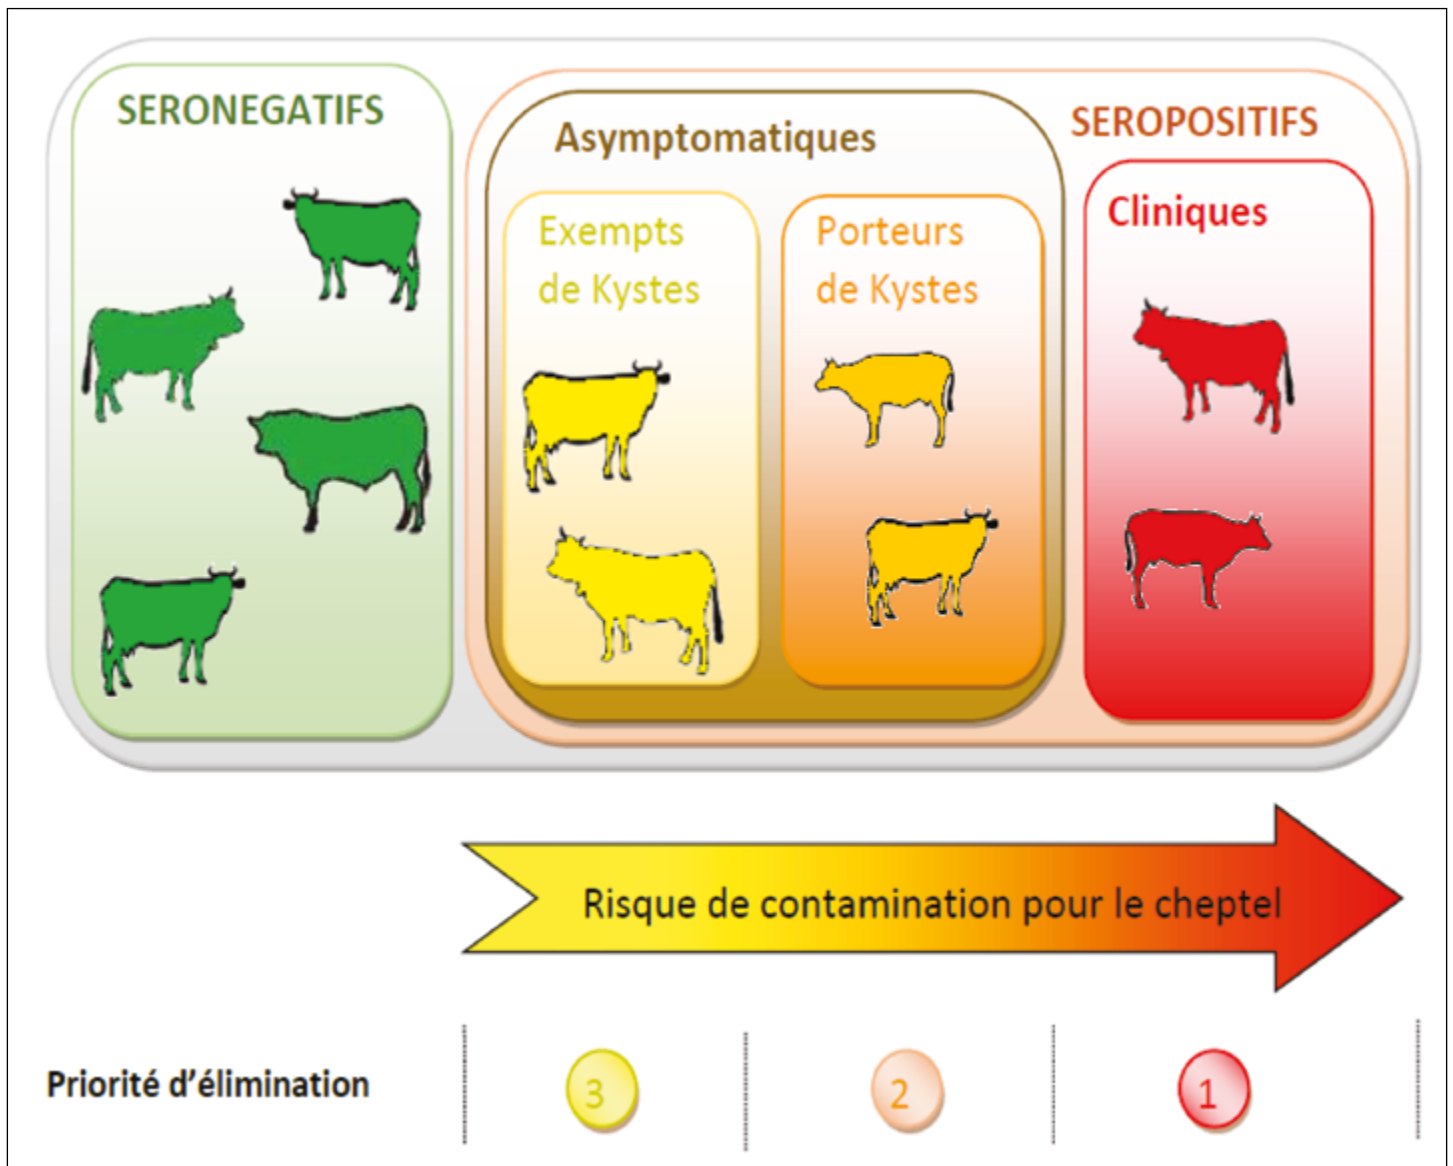 SERONEGATIFS
Asymptomatiques
SEROPOSITIFS
Exempts
de Kystes
Porteurs
de Kystes
Cliniques
Risque de contamination pour le cheptel
Priorité d’élimination
3
2
1